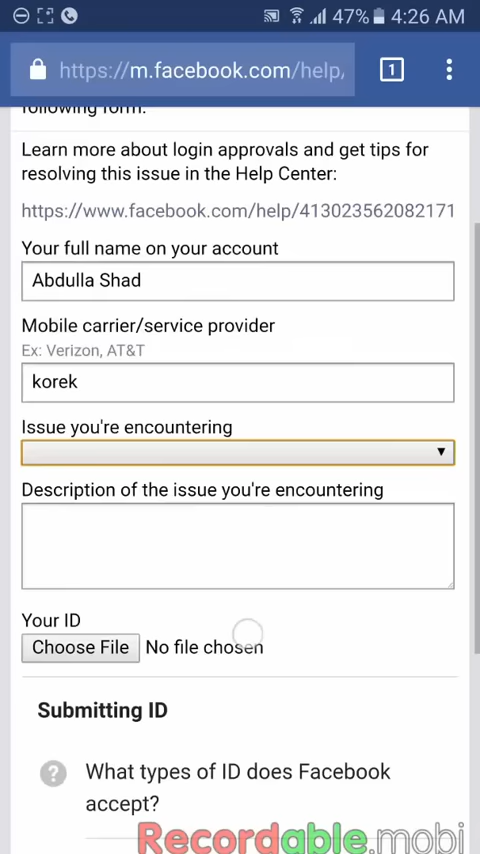 47% 4:26 AM
https://m.facebook.com/help/
1
following form:
Learn more about login approvals and get tips for
resolving this issue in the Help Center:
https://www.facebook.com/help/413023562082171
Your full name on your account
Abdulla Shad
Mobile carrier/service provider
Ex: Verizon, AT&T
korek
Issue you're encountering
Description of the issue you're encountering
Your ID
Choose File No file chosen
Submitting ID
? What types of ID does Facebook
accept?
Recordable.mobi